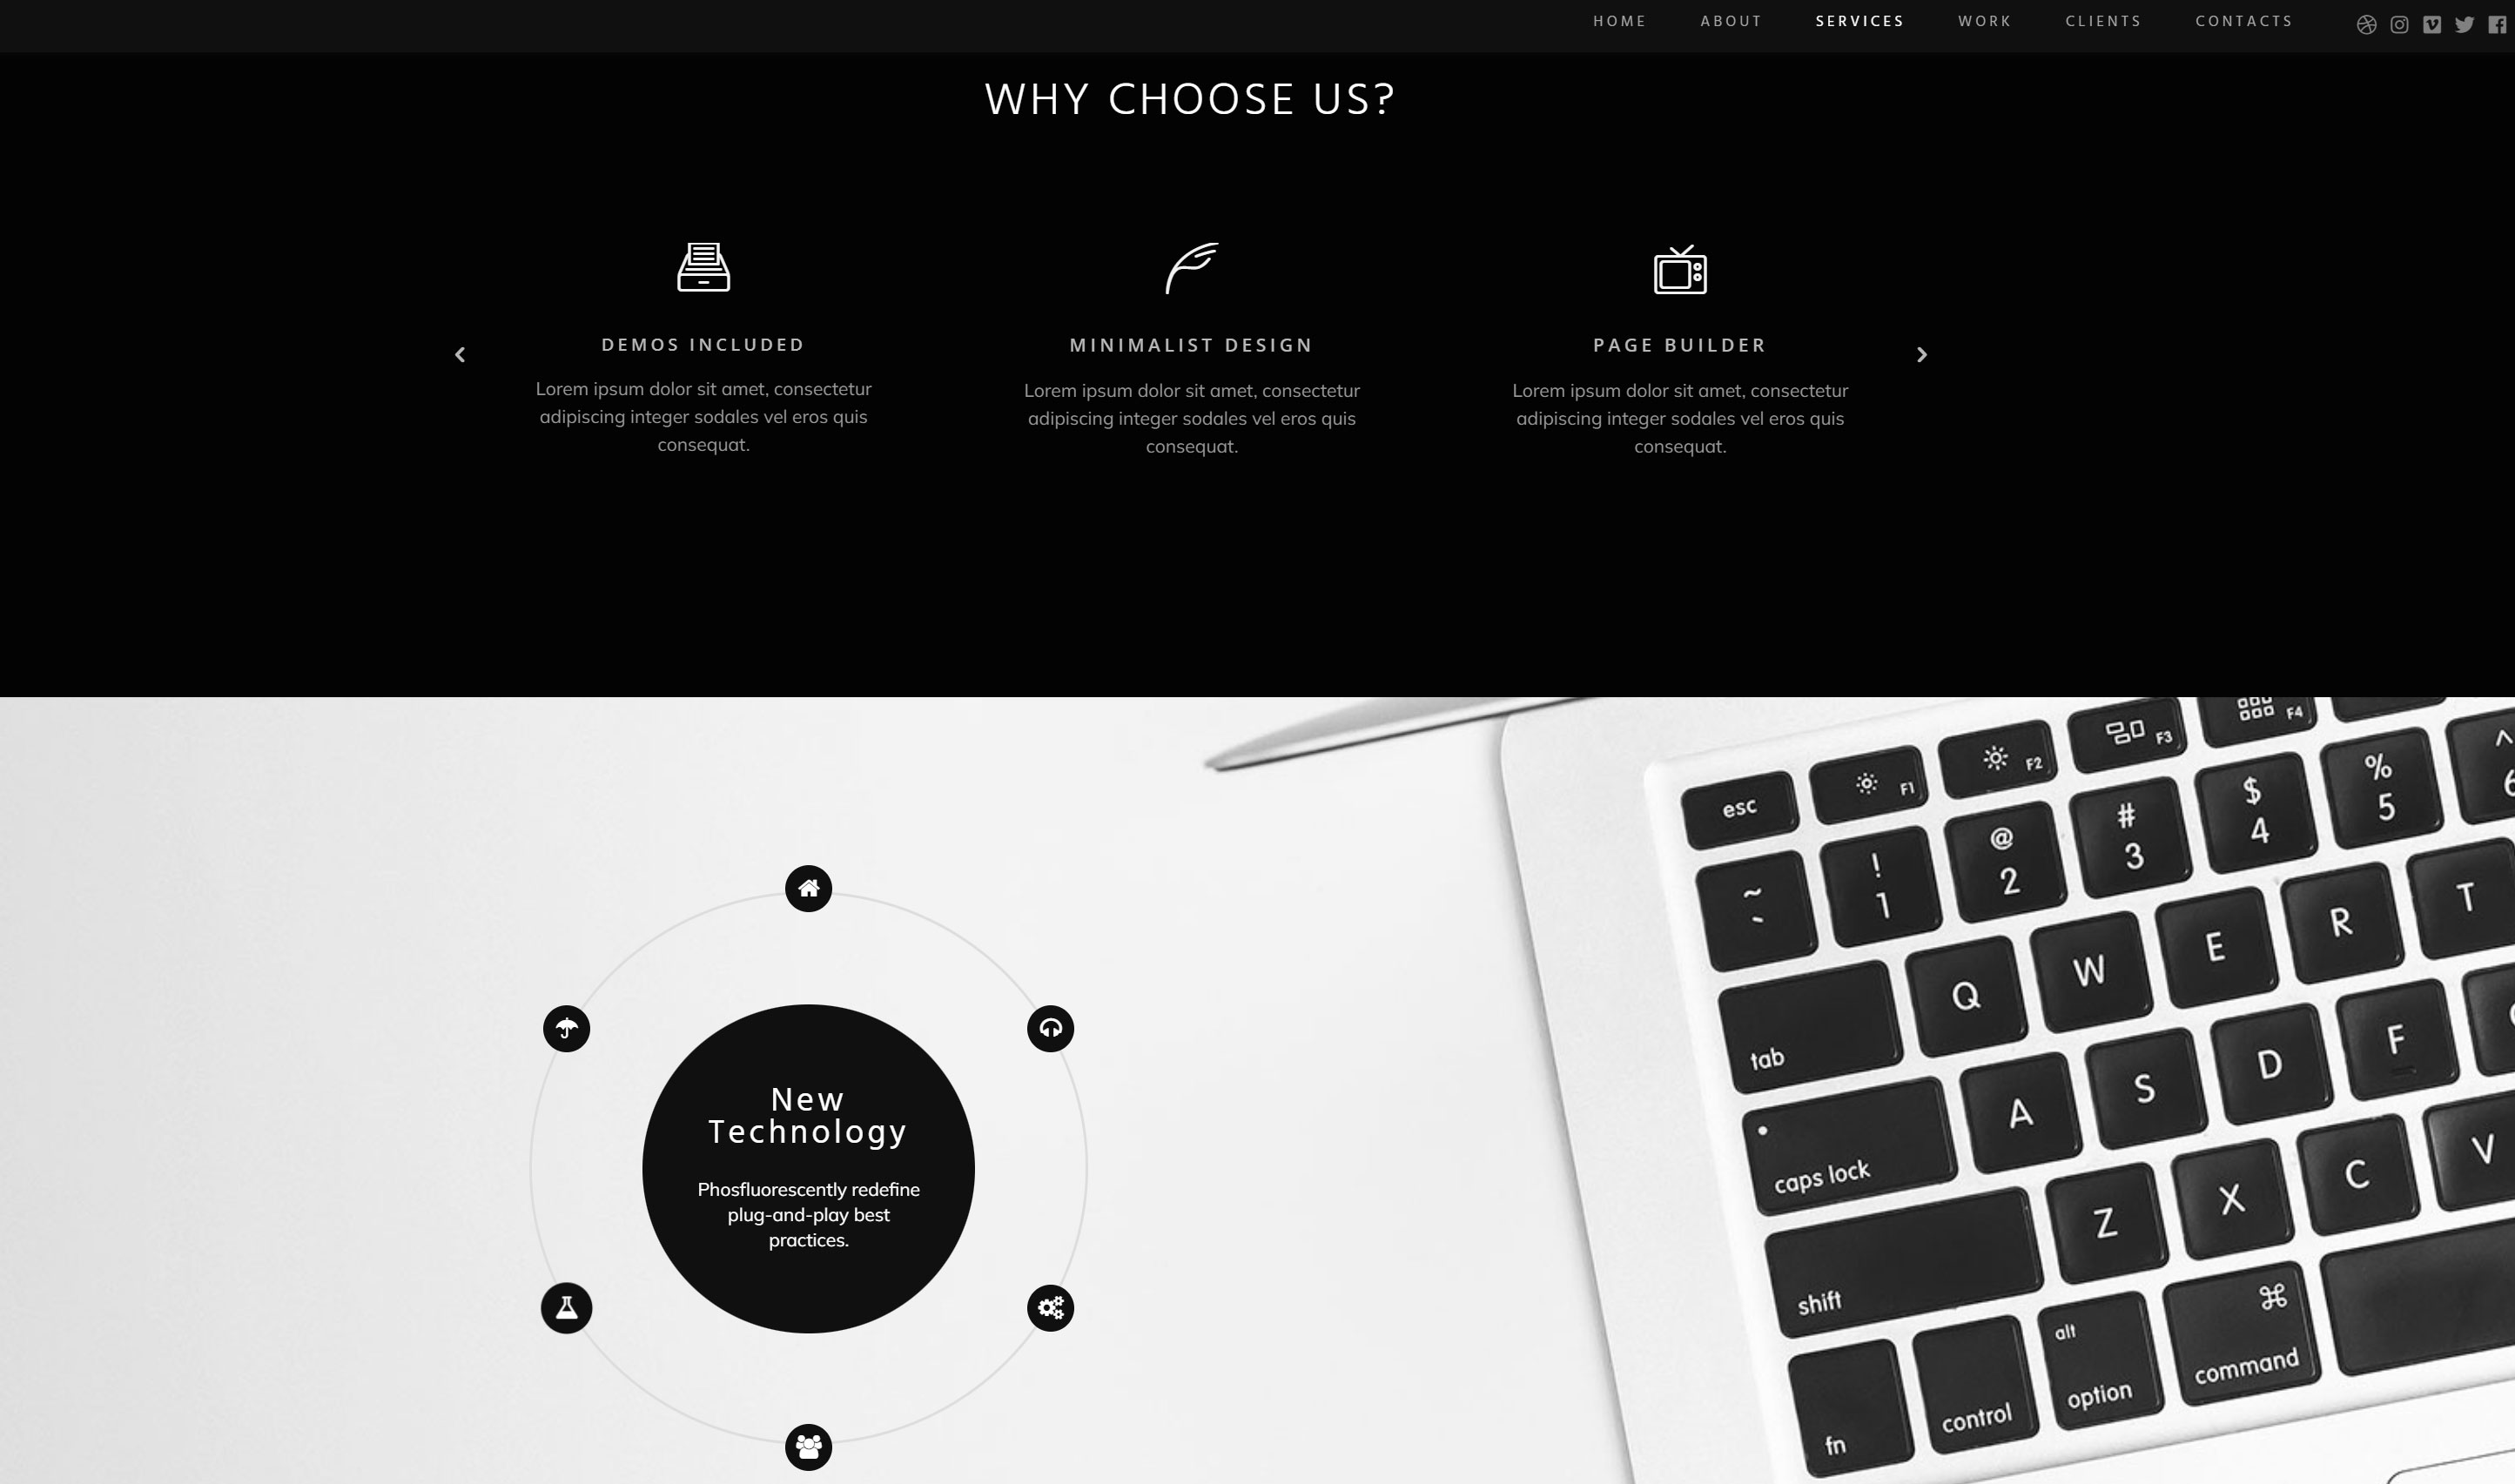 HOME
ABOUT
SERVICES
WORK
CLIENTS
CONTACTS
WHY CHOOSE US?
DEMOS INCLUDED
Lorem ipsum dolor sit amet, consectetur
adipiscing integer sodales vel eros quis
consequat.
MINIMALIST DESIGN
Lorem ipsum dolor sit amet, consectetur
adipiscing integer sodales vel eros quis
consequat.
PAGE BUILDER
Lorem ipsum dolor sit amet, consectetur
adipiscing integer sodales vel eros quis
consequat.
New
Technology
Phosfluorescently redefine
plug-and-play best
practices.
esc F1 F2 F3 F4
~ ` ! 1 @ 2 # 3 $ 4 % 5 ^ 6
tab Q W E R T
caps lock A S D F
shift Z X C V
fn control alt option ⌘ command